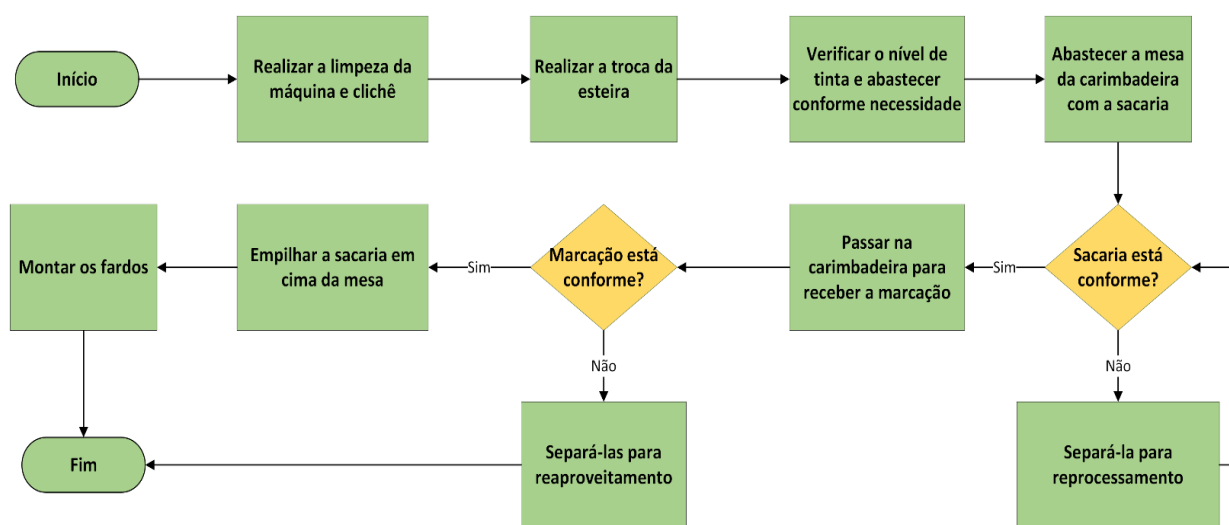 Início
Realizar a limpeza da
máquina e clichê
Realizar a troca da
esteira
Verificar o nível de
tinta e abastecer
conforme necessidade
Abastecer a mesa
da carimbadeira
com a sacaria
Sacaria está
conforme?
Sim
Passar na
carimbadeira para
receber a marcação
Marcação está
conforme?
Sim
Empilhar a sacaria em
cima da mesa
Montar os fardos
Não
Não
Separá-la para
reprocessamento
Separá-las para
reaproveitamento
Fim